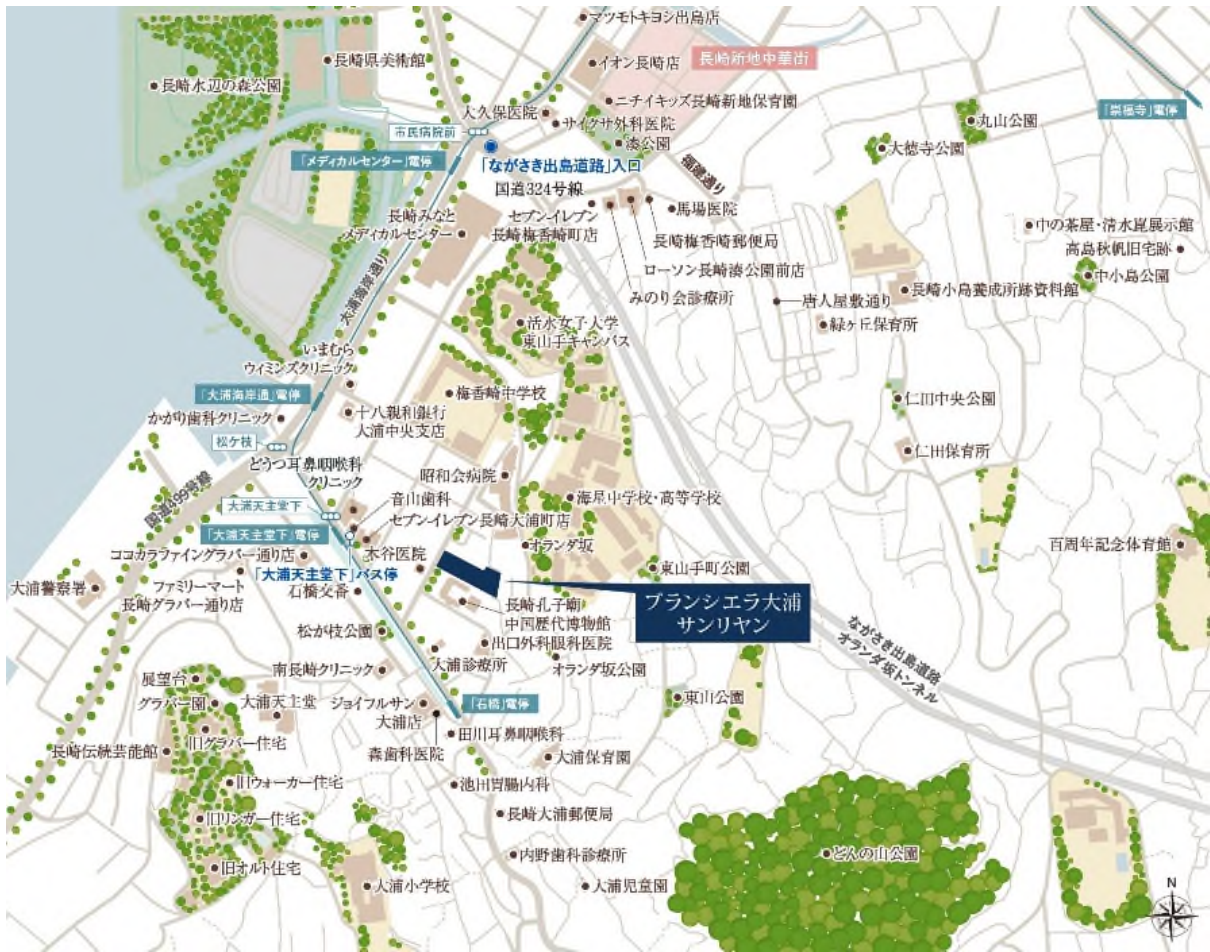 マツモトキヨシ出島店
長崎県美術館
イオン長崎店
長崎新地中華街
長崎水辺の森公園
ニチイキッズ長崎新地保育園
「崇福寺」電停
大久保医院
サイクサ外科医院
丸山公園
市民病院前
湊公園
大徳寺公園
「メディカルセンター」電停
「ながさき出島道路」入口
福建通り
国道324号線
長崎みなと
メディカルセンター
セブンイレブン
長崎梅香崎町店
馬場医院
中の茶屋・清水崑展示館
長崎梅香崎郵便局
高島秋帆旧宅跡
大浦海岸通り
ローソン長崎湊公園前店
中小島公園
みのり会診療所
唐人屋敷通り
長崎小島養成所跡資料館
活水女子大学
東山手キャンパス
緑ヶ丘保育所
いまむら
ウィミンズクリニック
梅香崎中学校
「大浦海岸通」電停
仁田中央公園
かがり歯科クリニック
十八親和銀行
大浦中央支店
松ケ枝
仁田保育所
どうつ耳鼻咽喉科
クリニック
昭和会病院
国道499号線
音山歯科
海星中学校・高等学校
大浦天主堂下
セブンイレブン長崎大浦町店
「大浦天主堂下」電停
オランダ坂
百周年記念体育館
ココカラファイングラバー通り店
木谷医院
東山手町公園
「大浦天主堂下」バス停
大浦警察署
ファミリーマート
長崎グラバー通り店
石橋交番
長崎孔子廟
中国歴代博物館
ブランシエラ大浦
サンリヤン
松が枝公園
出口外科眼科医院
ながさき出島道路
オランダ坂トンネル
大浦診療所
オランダ坂公園
南長崎クリニック
展望台
グラバー園
大浦天主堂
ジョイフルサン
大浦店
「石橋」電停
東山公園
旧グラバー住宅
長崎伝統芸能館
森歯科医院
田川耳鼻咽喉科
大浦保育園
旧ウォーカー住宅
池田胃腸内科
旧リンガー住宅
長崎大浦郵便局
内野歯科診療所
どんの山公園
旧オルト住宅
大浦小学校
大浦児童園
N